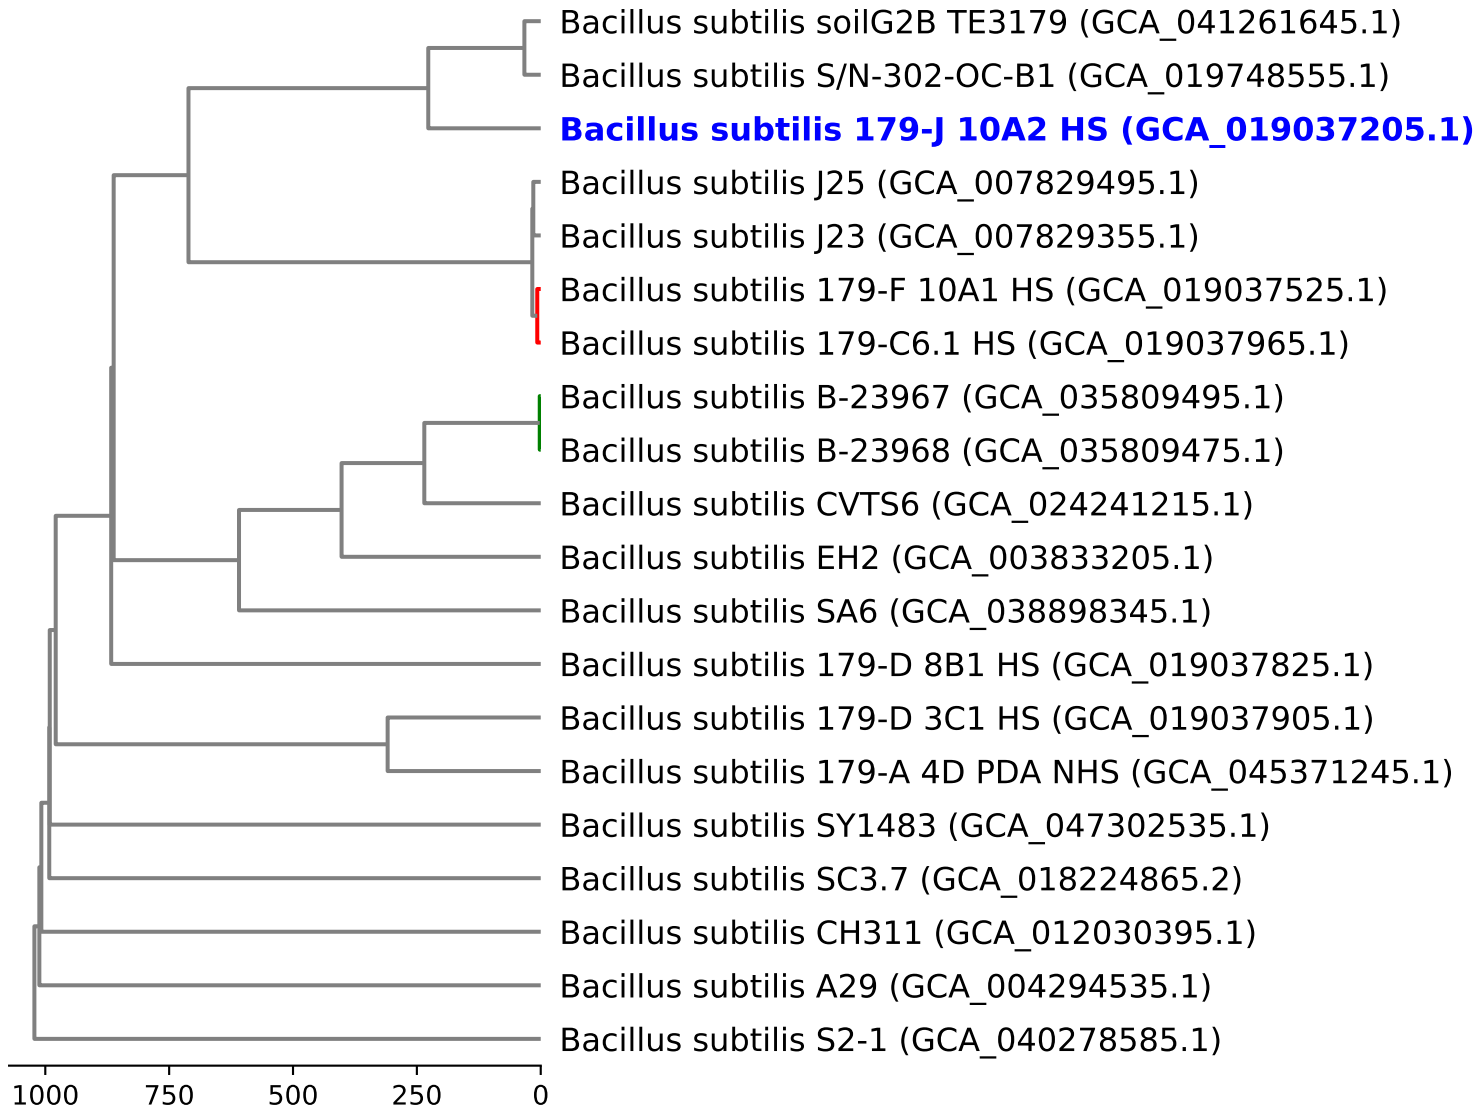 Bacillus subtilis soilG2B TE3179 (GCA_041261645.1)
Bacillus subtilis S/N-302-OC-B1 (GCA_019748555.1)
Bacillus subtilis 179-J 10A2 HS (GCA_019037205.1)
Bacillus subtilis J25 (GCA_007829495.1)
Bacillus subtilis J23 (GCA_007829355.1)
Bacillus subtilis 179-F 10A1 HS (GCA_019037525.1)
Bacillus subtilis 179-C6.1 HS (GCA_019037965.1)
Bacillus subtilis B-23967 (GCA_035809495.1)
Bacillus subtilis B-23968 (GCA_035809475.1)
Bacillus subtilis CVTS6 (GCA_024241215.1)
Bacillus subtilis EH2 (GCA_003833205.1)
Bacillus subtilis SA6 (GCA_038898345.1)
Bacillus subtilis 179-D 8B1 HS (GCA_019037825.1)
Bacillus subtilis 179-D 3C1 HS (GCA_019037905.1)
Bacillus subtilis 179-A 4D PDA NHS (GCA_045371245.1)
Bacillus subtilis SY1483 (GCA_047302535.1)
Bacillus subtilis SC3.7 (GCA_018224865.2)
Bacillus subtilis CH311 (GCA_012030395.1)
Bacillus subtilis A29 (GCA_004294535.1)
Bacillus subtilis S2-1 (GCA_040278585.1)
1000 750 500 250 0